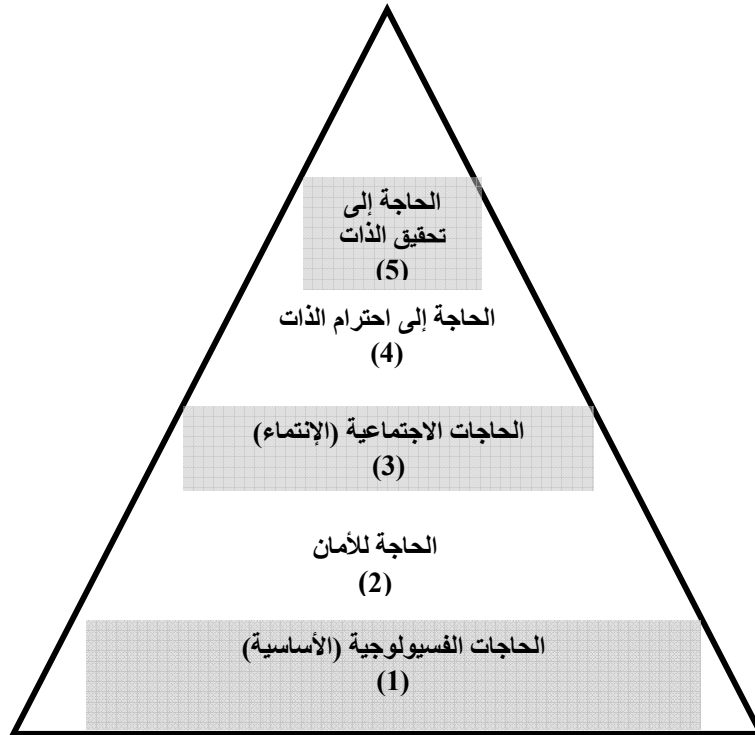 الحاجة إلى
تحقيق الذات
(5)
الحاجة إلى احترام الذات
(4)
الحاجات الاجتماعية (الإنتماء)
(3)
الحاجة للأمان
(2)
الحاجات الفسيولوجية (الأساسية)
(1)